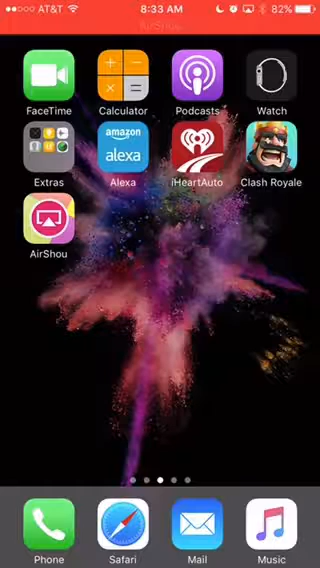 AT&T 8:33 AM 82%
AirShou
FaceTime Calculator Podcasts Watch
amazon
alexa
Extras Alexa iHeartAuto Clash Royale
AirShou
Phone Safari Mail Music